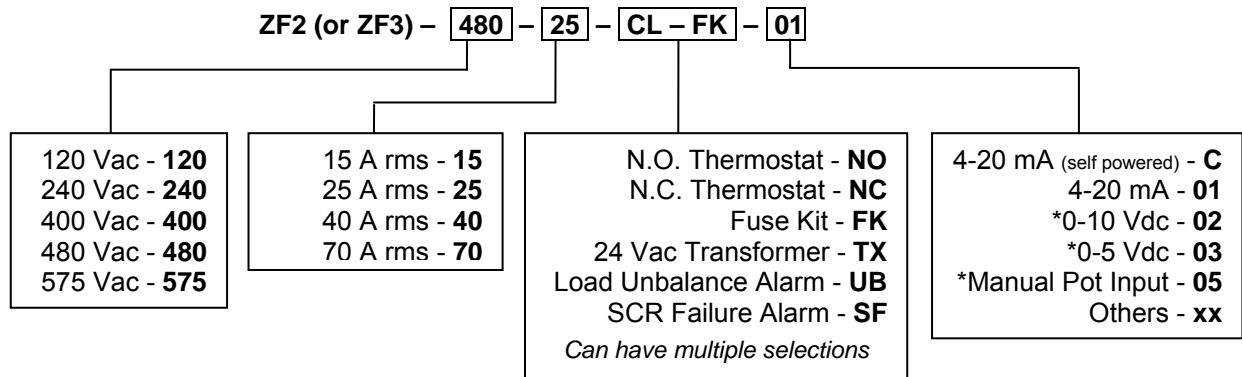 ZF2 (or ZF3) – 480 – 25 – CL – FK - 01
120 Vac - 120
240 Vac - 240
400 Vac - 400
480 Vac - 480
575 Vac - 575
15 A rms - 15
25 A rms - 25
40 A rms - 40
70 A rms - 70
N.O. Thermostat - NO
N.C. Thermostat - NC
Fuse Kit - FK
24 Vac Transformer - TX
Load Unbalance Alarm - UB
SCR Failure Alarm - SF
Can have multiple selections
4-20 mA (self powered) - C
4-20 mA - 01
*0-10 Vdc - 02
*0-5 Vdc - 03
*Manual Pot Input - 05
Others - xx